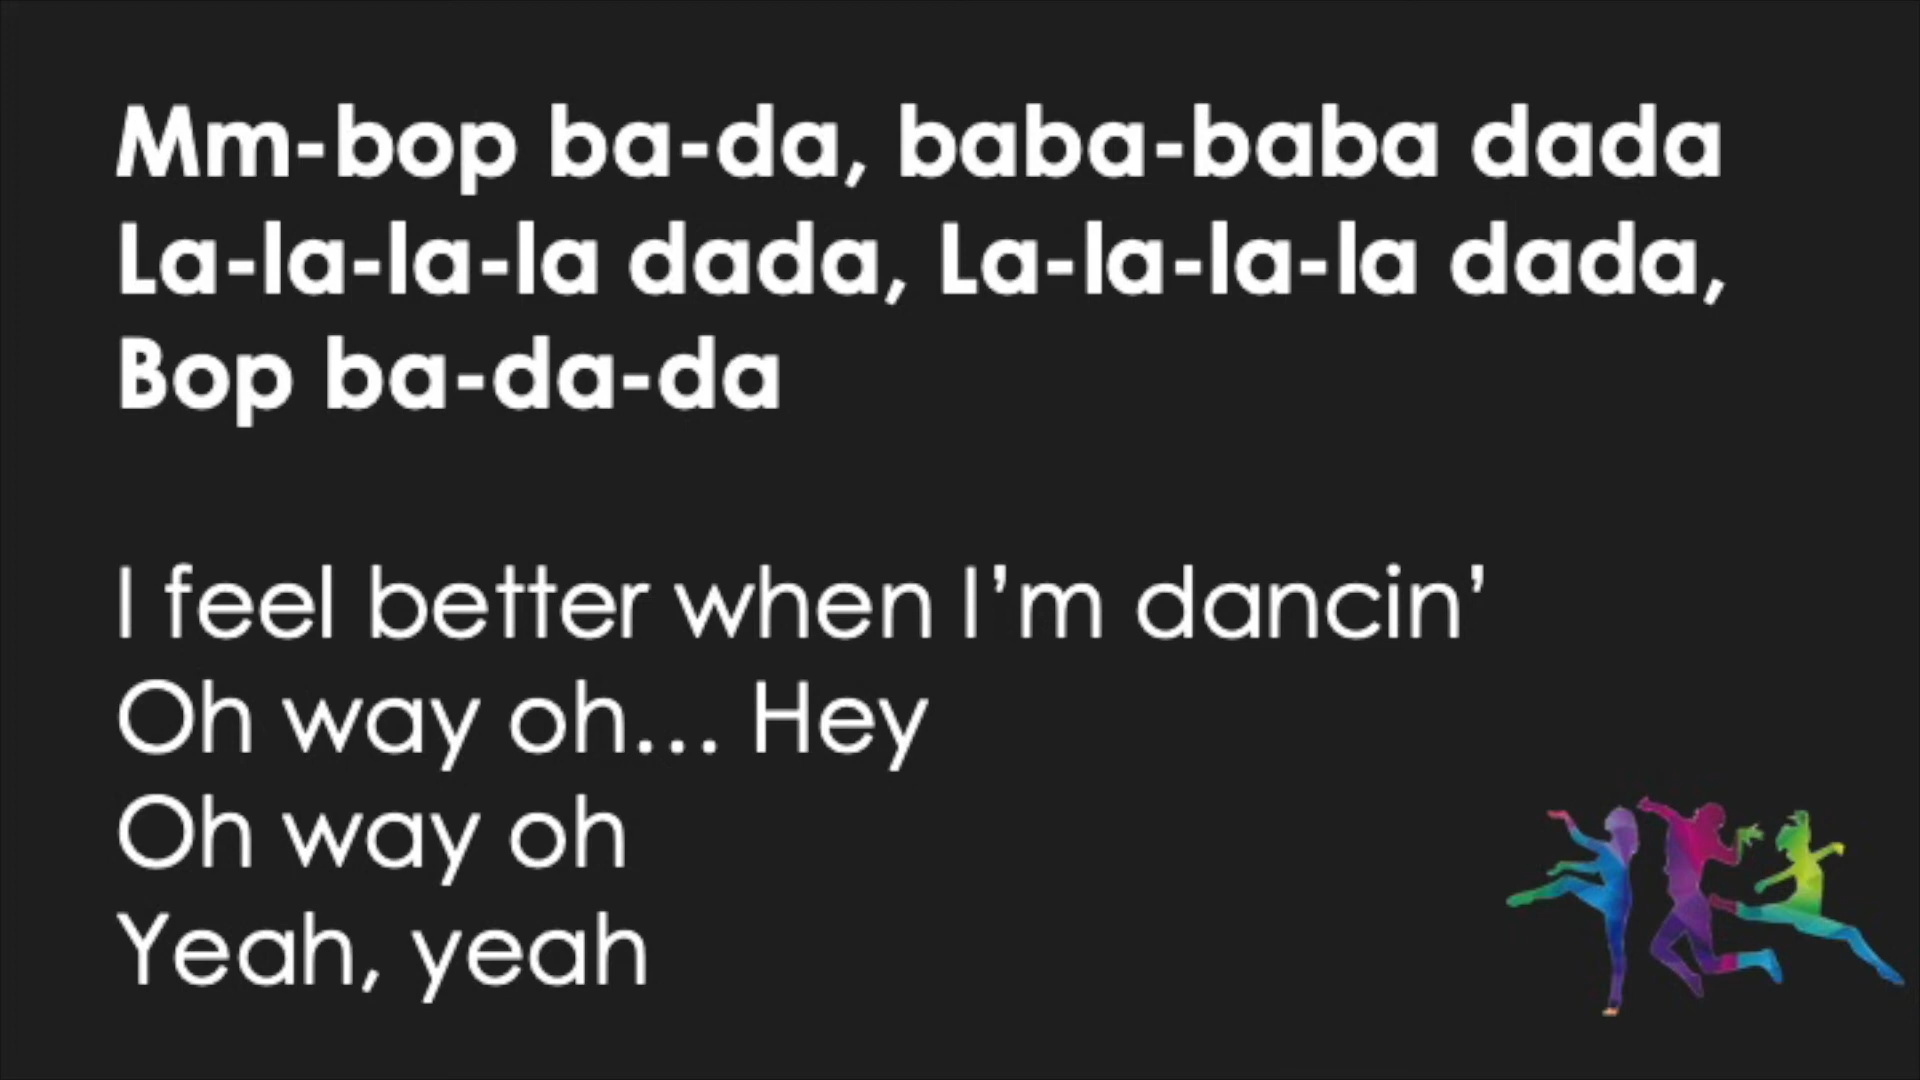 Mm-bop ba-da, baba-baba dada
La-la-la-la dada, La-la-la-la dada,
Bop ba-da-da
I feel better when I’m dancin’
Oh way oh… Hey
Oh way oh
Yeah, yeah